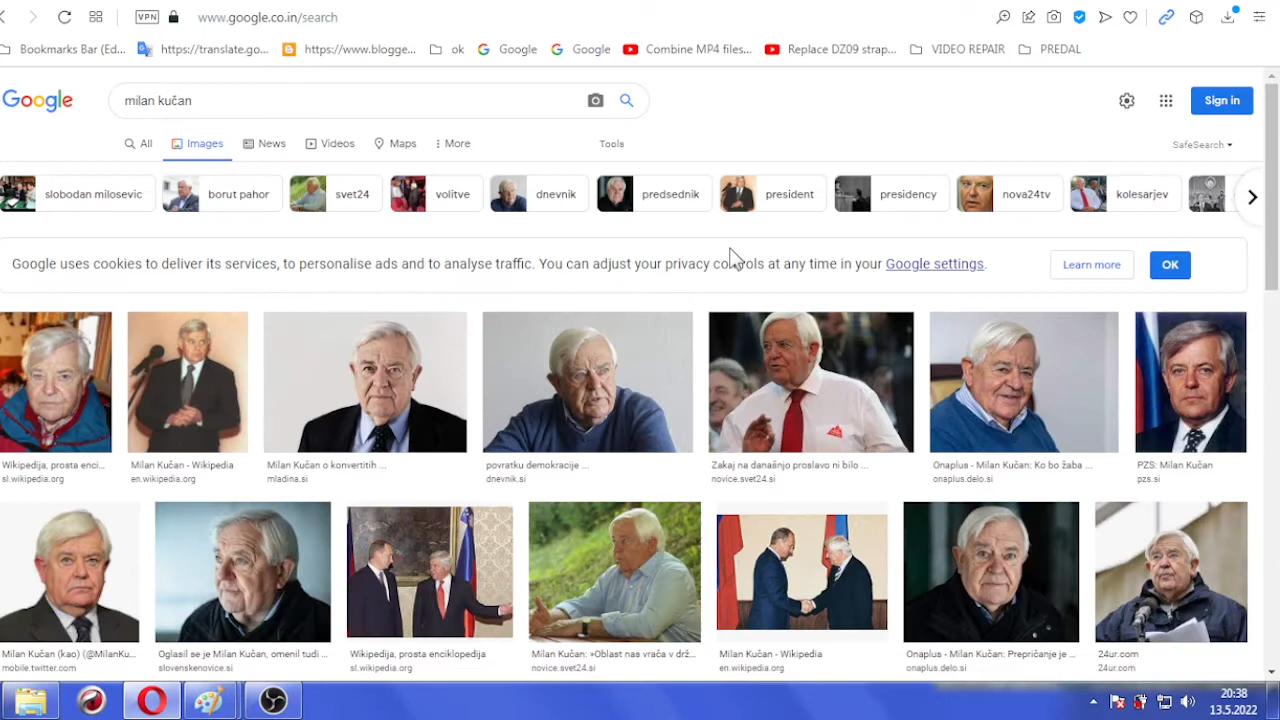 VPN www.google.co.in/search
Bookmarks Bar (Ed... https://translate.go... https://www.blogge... ok Google Google Combine MP4 files... Replace DZ09 strap... VIDEO REPAIR PREDAL
Google milan kučan Sign in
All Images News Videos Maps More Tools SafeSearch
slobodan milosevic borut pahor svet24 volitve dnevnik predsednik president presidency nova24tv kolesarjev
Google uses cookies to deliver its services, to personalise ads and to analyse traffic. You can adjust your privacy controls at any time in your Google settings. Learn more OK
Wikipedija, prosta enci... Milan Kučan - Wikipedia Milan Kučan o konvertitih ... povratku demokracije ... Zakaj na današnjo proslavo ni bilo ... Onaplus - Milan Kučan: Ko bo žaba ... PZS: Milan Kučan
sl.wikipedia.org en.wikipedia.org mladina.si dnevnik.si novice.svet24.si onaplus.delo.si pzs.si
Milan Kučan (kao) (@MilanKu... Oglasil se je Milan Kučan, omenil tudi ... Wikipedija, prosta enciklopedija Milan Kučan: »Oblast nas vrača v drž... Milan Kučan - Wikipedia Onaplus - Milan Kučan: Prepričanje je ... 24ur.com
mobile.twitter.com slovenskenovice.si sl.wikipedia.org novice.svet24.si en.wikipedia.org onaplus.delo.si 24ur.com
20:38
13.5.2022